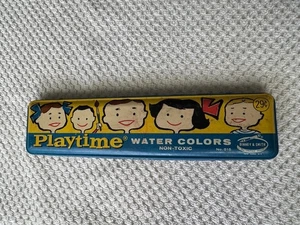 29¢
Playtime® WATER COLORS
NON-TOXIC
BINNEY & SMITH